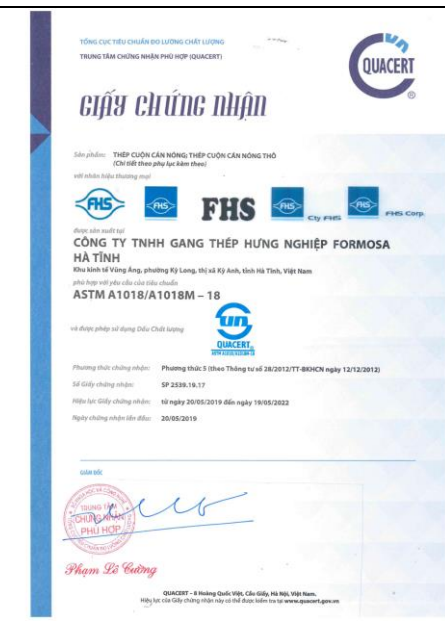 TỔNG CỤC TIÊU CHUẨN ĐO LƯỜNG CHẤT LƯỢNG
TRUNG TÂM CHỨNG NHẬN PHÙ HỢP (QUACERT)
QUACERT
®
GIẤY CHỨNG NHẬN
Sản phẩm: THÉP CUỘN CÁN NÓNG; THÉP CUỘN CÁN NÓNG THÔ
(Chi tiết theo phụ lục kèm theo)
với nhãn hiệu thương mại
FHS FHS FHS FHS Cty FHS FHS FHS Corp.
được sản xuất tại
CÔNG TY TNHH GANG THÉP HƯNG NGHIỆP FORMOSA
HÀ TĨNH
Khu kinh tế Vũng Áng, phường Kỳ Long, thị xã Kỳ Anh, tỉnh Hà Tĩnh, Việt Nam
phù hợp với yêu cầu của tiêu chuẩn
ASTM A1018/A1018M – 18
và được phép sử dụng Dấu Chất lượng
QUACERT
Phương thức chứng nhận: Phương thức 5 (theo Thông tư số 28/2012/TT-BKHCN ngày 12/12/2012)
Số Giấy chứng nhận: SP 2539.19.17
Hiệu lực Giấy chứng nhận: từ ngày 20/05/2019 đến ngày 19/05/2022
Ngày chứng nhận lần đầu: 20/05/2019
GIÁM ĐỐC
TRUNG TÂM
CHỨNG NHẬN
PHÙ HỢP
Phạm Lê Cường
QUACERT – 8 Hoàng Quốc Việt, Cầu Giấy, Hà Nội, Việt Nam.
Hiệu lực của Giấy chứng nhận này có thể được kiểm tra tại www.quacert.gov.vn